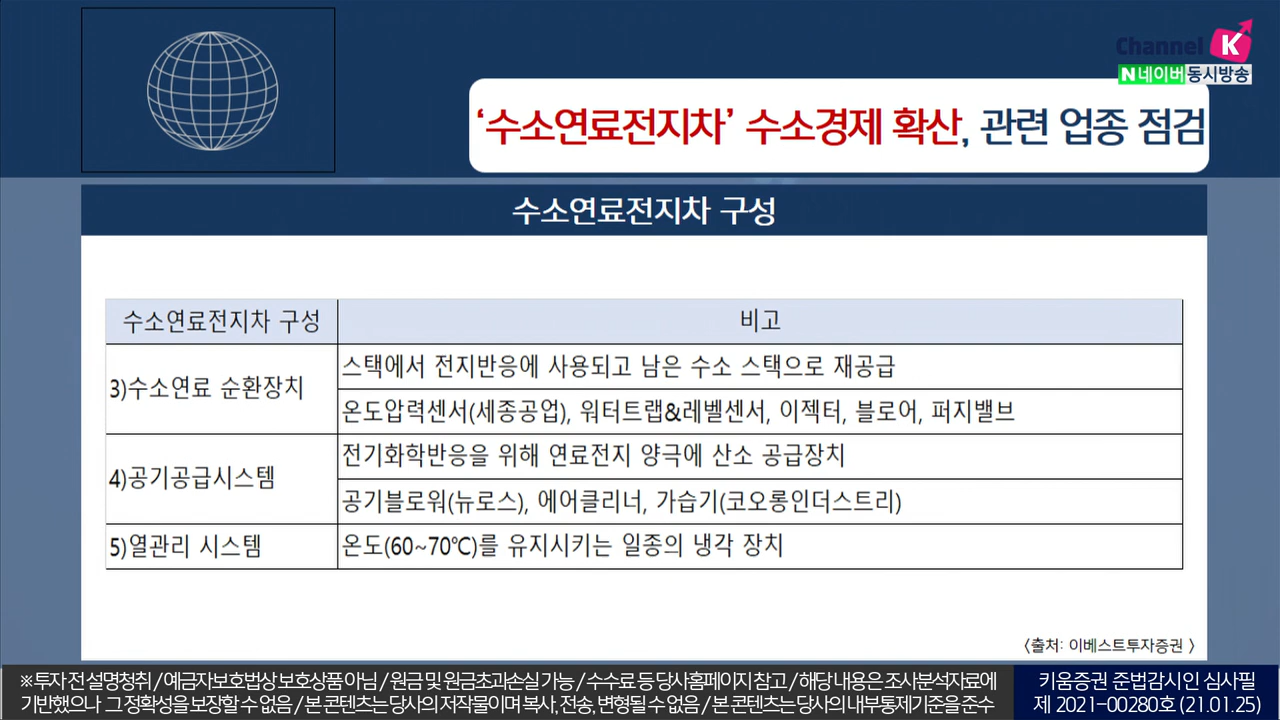 Channel K
N네이버동시방송
‘수소연료전지차’ 수소경제 확산, 관련 업종 점검
수소연료전지차 구성
수소연료전지차 구성 비고
3)수소연료 순환장치
스택에서 전지반응에 사용되고 남은 수소 스택으로 재공급
온도압력센서(세종공업), 워터트랩&레벨센서, 이젝터, 블로어, 퍼지밸브
4)공기공급시스템
전기화학반응을 위해 연료전지 양극에 산소 공급장치
공기블로워(뉴로스), 에어클리너, 가습기(코오롱인더스트리)
5)열관리 시스템 온도(60~70℃)를 유지시키는 일종의 냉각 장치
<출처: 이베스트투자증권 >
※투자 전 설명청취 / 예금자보호법상 보호상품 아님 / 원금 및 원금초과손실 가능 / 수수료 등 당사홈페이지 참고 / 해당 내용은 조사분석자료에
기반했으나 그 정확성을 보장할 수 없음 / 본 콘텐츠는 당사의 저작물이며 복사, 전송, 변형될 수 없음 / 본 콘텐츠는 당사의 내부통제기준을 준수
키움증권 준법감시인 심사필
제 2021-00280호 (21.01.25)